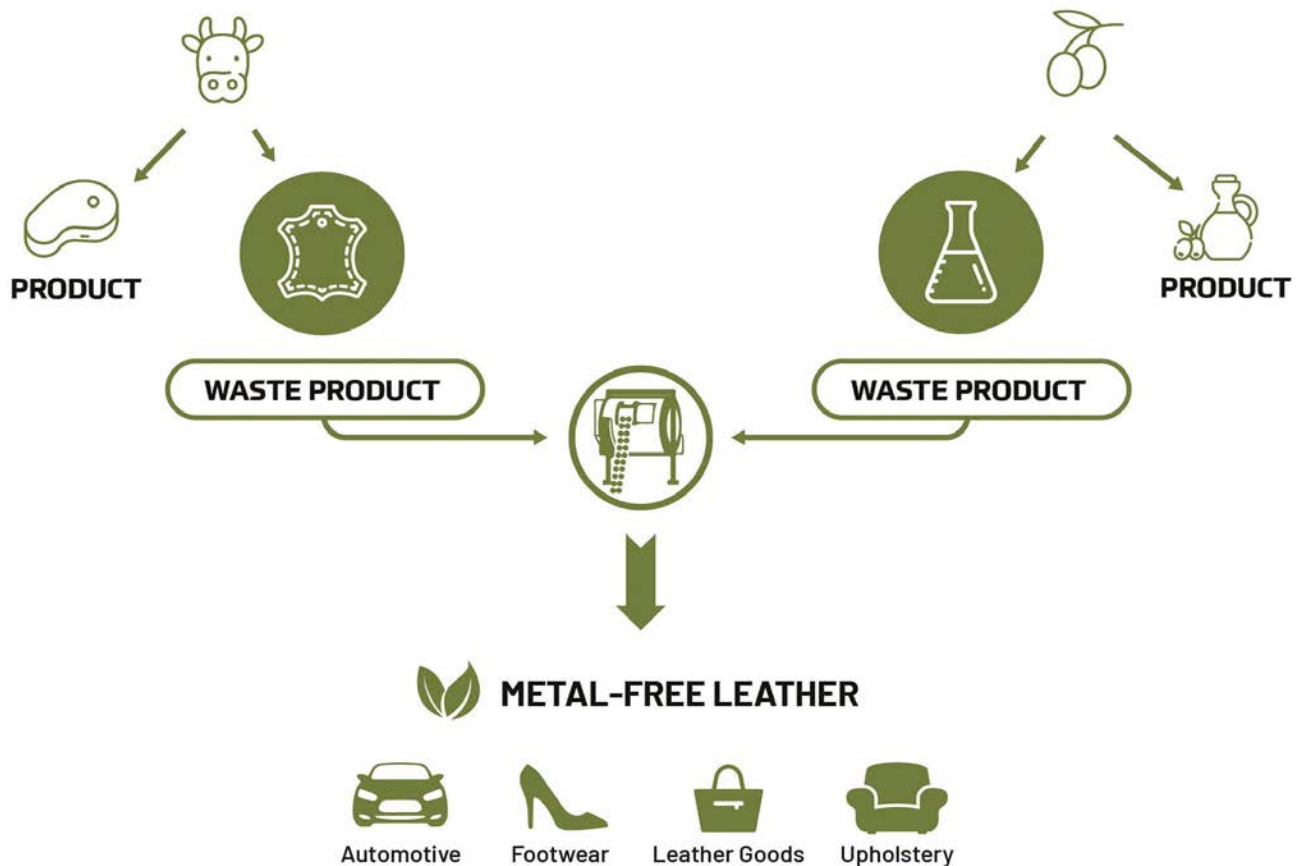 PRODUCT
PRODUCT
WASTE PRODUCT
WASTE PRODUCT
METAL-FREE LEATHER
Automotive
Footwear
Leather Goods
Upholstery